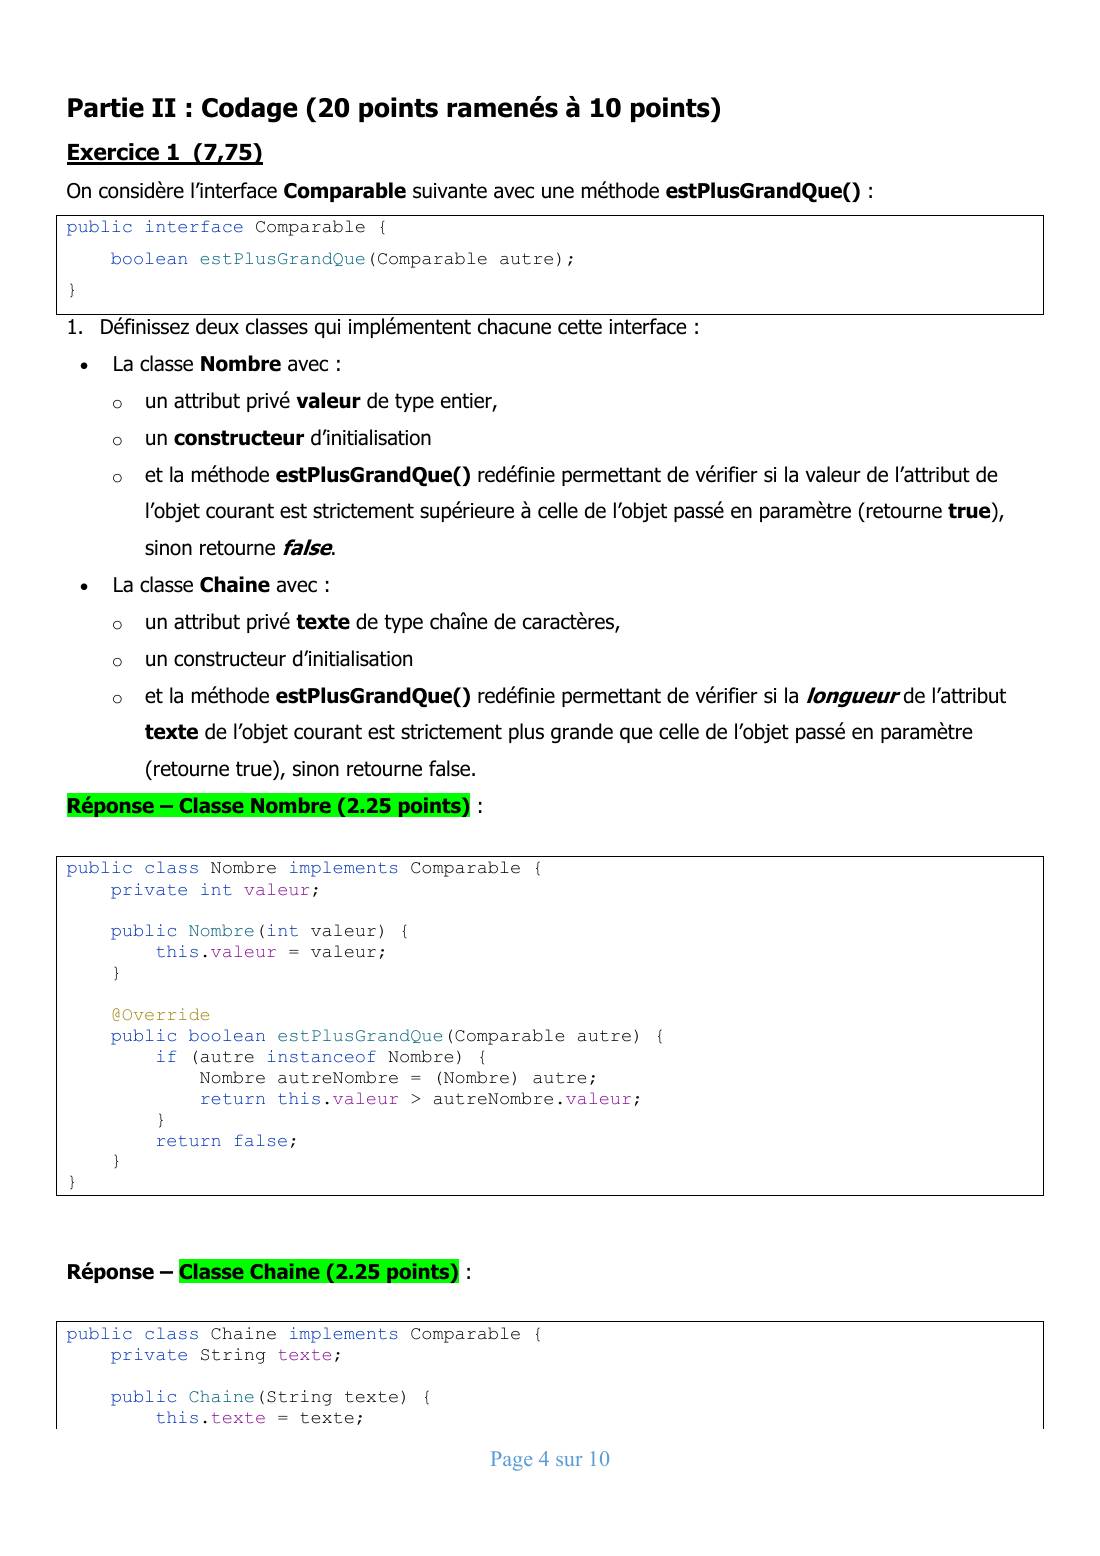 Partie II : Codage (20 points ramenés à 10 points)
Exercice 1  (7,75)
On considère l’interface Comparable suivante avec une méthode estPlusGrandQue() :
public interface Comparable {
    boolean estPlusGrandQue(Comparable autre);
}
1. Définissez deux classes qui implémentent chacune cette interface :
• La classe Nombre avec :
o un attribut privé valeur de type entier,
o un constructeur d’initialisation
o et la méthode estPlusGrandQue() redéfinie permettant de vérifier si la valeur de l’attribut de
l’objet courant est strictement supérieure à celle de l’objet passé en paramètre (retourne true),
sinon retourne false.
• La classe Chaine avec :
o un attribut privé texte de type chaîne de caractères,
o un constructeur d’initialisation
o et la méthode estPlusGrandQue() redéfinie permettant de vérifier si la longueur de l’attribut
texte de l’objet courant est strictement plus grande que celle de l’objet passé en paramètre
(retourne true), sinon retourne false.
Réponse – Classe Nombre (2.25 points) :
public class Nombre implements Comparable {
    private int valeur;
    public Nombre(int valeur) {
        this.valeur = valeur;
    }
    @Override
    public boolean estPlusGrandQue(Comparable autre) {
        if (autre instanceof Nombre) {
            Nombre autreNombre = (Nombre) autre;
            return this.valeur > autreNombre.valeur;
        }
        return false;
    }
}
Réponse – Classe Chaine (2.25 points) :
public class Chaine implements Comparable {
    private String texte;
    public Chaine(String texte) {
        this.texte = texte;
Page 4 sur 10